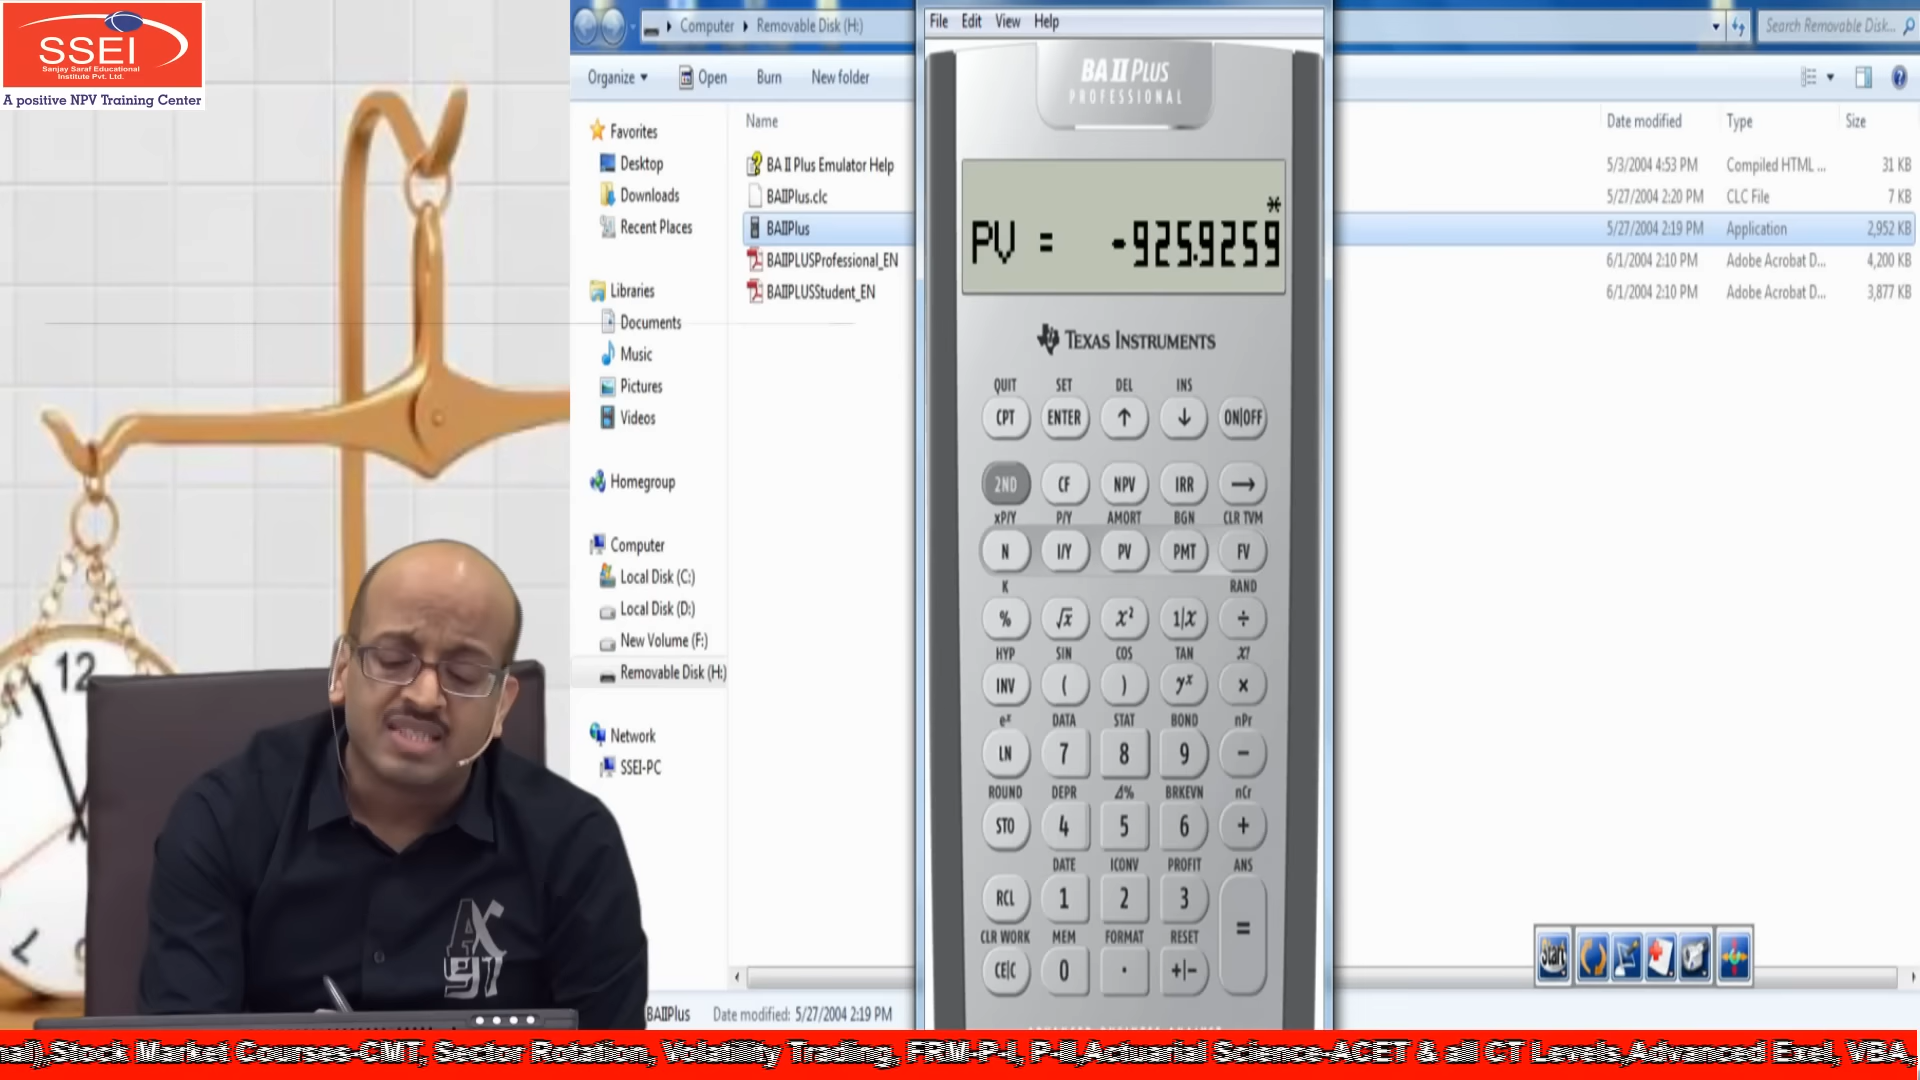 SSEI
Sanjay Saraf Educational
Institute Pvt. Ltd.
A positive NPV Training Center
Computer
Removable Disk (H:)
Search Removable Disk...
File Edit View Help
Organize
Open
Burn
New folder
Name
Date modified
Type
Size
BA II Plus Emulator Help
5/3/2004 4:53 PM
Compiled HTML ...
31 KB
BAIIPlus.clc
5/27/2004 2:20 PM
CLC File
7 KB
BAIIPlus
5/27/2004 2:19 PM
Application
2,952 KB
BAIIPLUSProfessional_EN
6/1/2004 2:10 PM
Adobe Acrobat D...
4,200 KB
BAIIPLUSStudent_EN
6/1/2004 2:10 PM
Adobe Acrobat D...
3,877 KB
Favorites
Desktop
Downloads
Recent Places
Libraries
Documents
Music
Pictures
Videos
Homegroup
Computer
Local Disk (C:)
Local Disk (D:)
New Volume (F:)
Removable Disk (H:)
Network
SSEI-PC
BA II PLUS
PROFESSIONAL
*
PV = -925.9259
TEXAS INSTRUMENTS
QUIT SET DEL INS
CPT ENTER ↑ ↓ ON|OFF
2ND CF NPV IRR →
xP/Y P/Y AMORT BGN CLR TVM
N I/Y PV PMT FV
K RAND
% √x x² 1/x ÷
HYP SIN COS TAN x!
INV ( ) yˣ ×
eˣ DATA STAT BOND nPr
LN 7 8 9 −
ROUND DEPR Δ% BRKEVN nCr
STO 4 5 6 +
DATE ICONV PROFIT ANS
RCL 1 2 3 =
CLR WORK MEM FORMAT RESET
CE|C 0 . +|−
12
Start
BAIIPlus
Date modified: 5/27/2004 2:19 PM
nal),Stock Market Courses-CMT, Sector Rotation, Volatility Trading, FRM-P-I, P-II,Actuarial Science-ACET & all CT Levels,Advanced Exel, VBA,